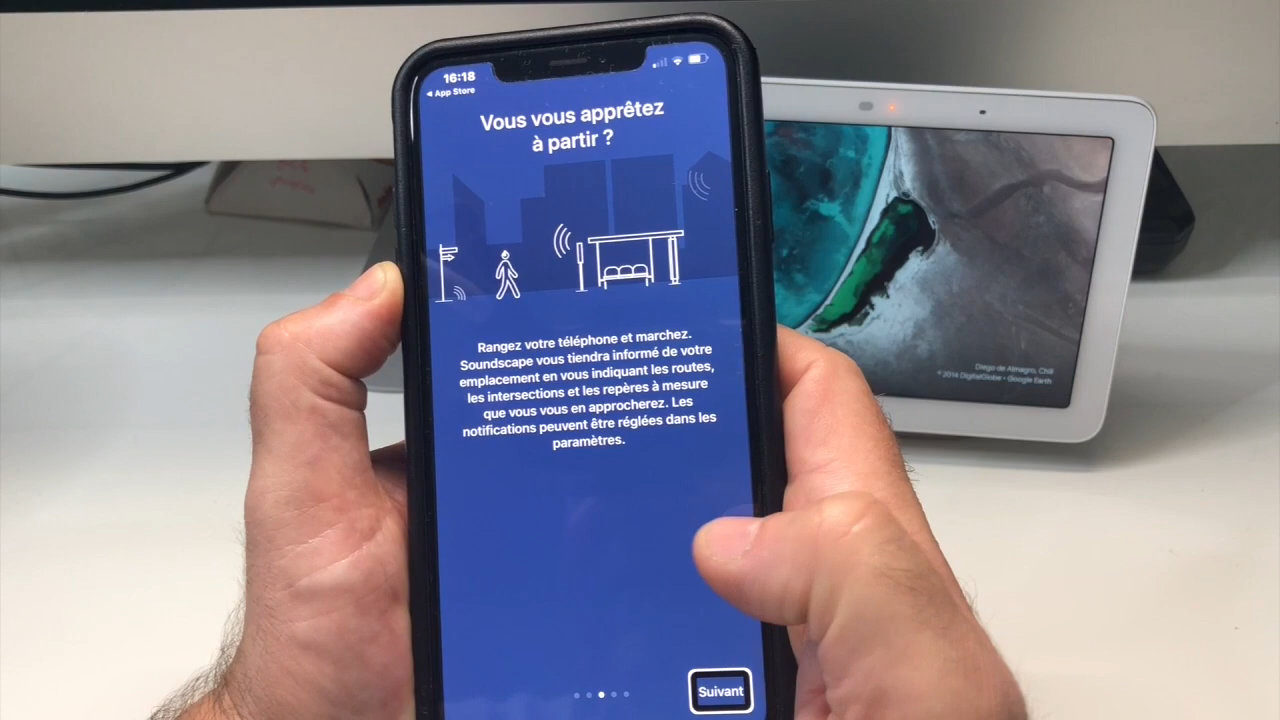 16:18
◀ App Store
Vous vous apprêtez
à partir ?
Rangez votre téléphone et marchez.
Soundscape vous tiendra informé de votre
emplacement en vous indiquant les routes,
les intersections et les repères à mesure
que vous vous en approcherez. Les
notifications peuvent être réglées dans les
paramètres.
Suivant
Diego de Almagro, Chili
© 2014 DigitalGlobe - Google Earth